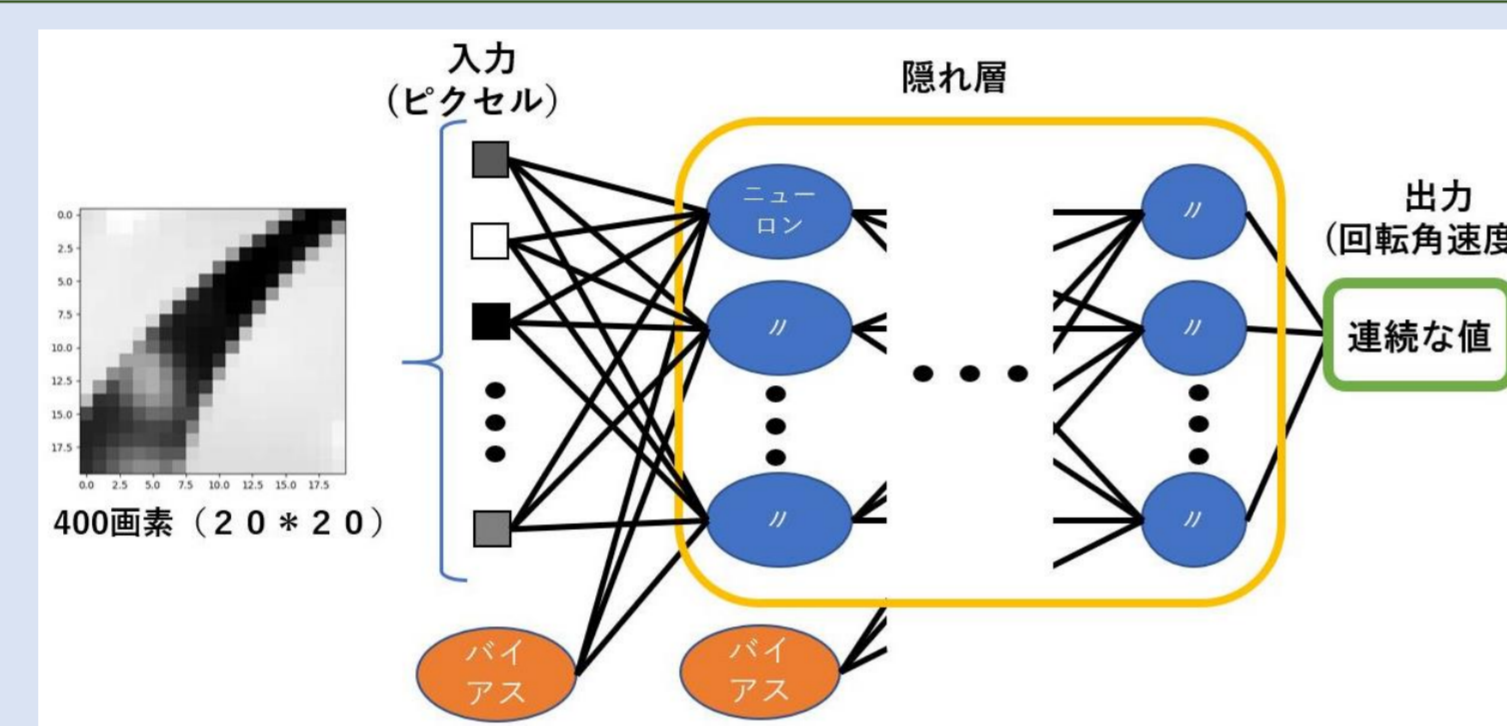 入力
（ピクセル）
隠れ層
ニュー
ロン
〃
〃
〃
〃
〃
出力
（回転角速度
連続な値
0.0
2.5
5.0
7.5
10.0
12.5
15.0
17.5
0.0 2.5 5.0 7.5 10.0 12.5 15.0 17.5
400画素（２０＊２０）
バイ
アス
バイ
アス